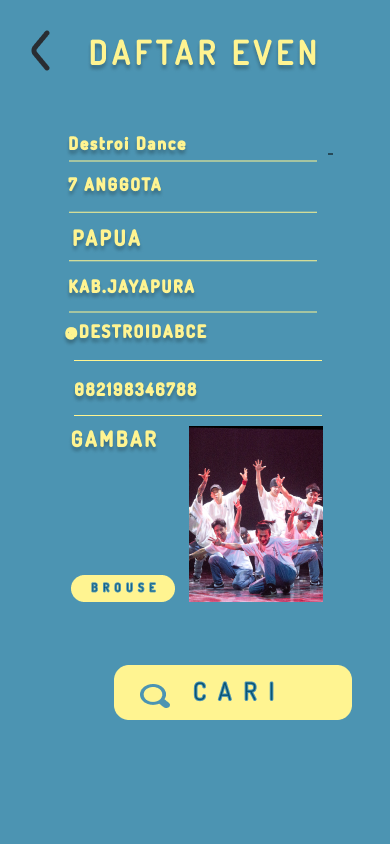 DAFTAR EVEN
Destroi Dance
7 ANGGOTA
PAPUA
KAB.JAYAPURA
DESTROIDABCE
082198346788
GAMBAR
BROUSE
CARI